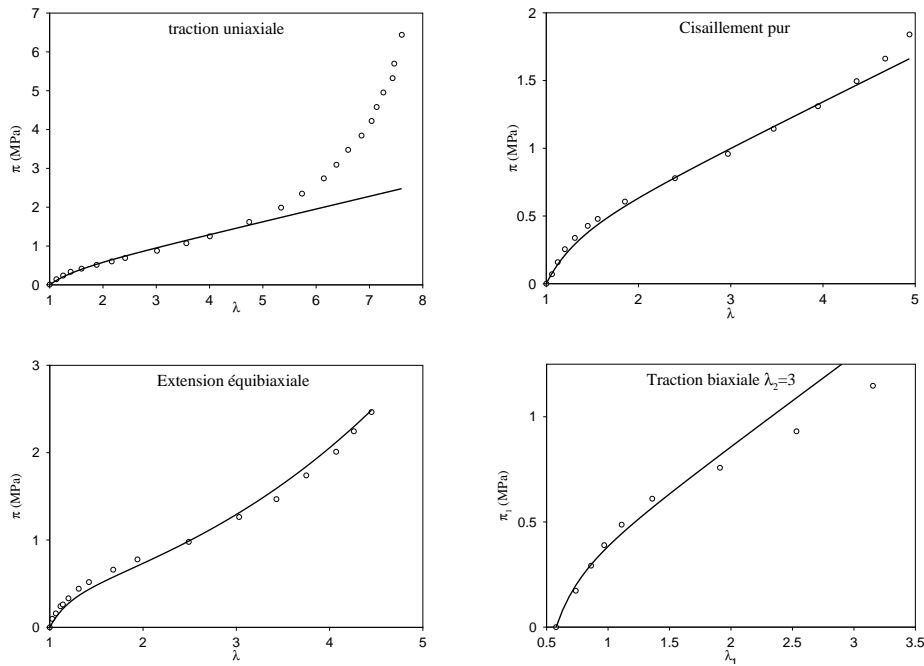 traction uniaxiale
7
6
5
4
3
2
1
0
π (MPa)
1 2 3 4 5 6 7 8
λ
Cisaillement pur
2
1.5
1
0.5
0
π (MPa)
1 2 3 4 5
λ
Extension équibiaxiale
3
2
1
0
π (MPa)
1 2 3 4 5
λ
Traction biaxiale λ₂=3
1
0.5
0
π₁ (MPa)
0.5 1 1.5 2 2.5 3 3.5
λ₁